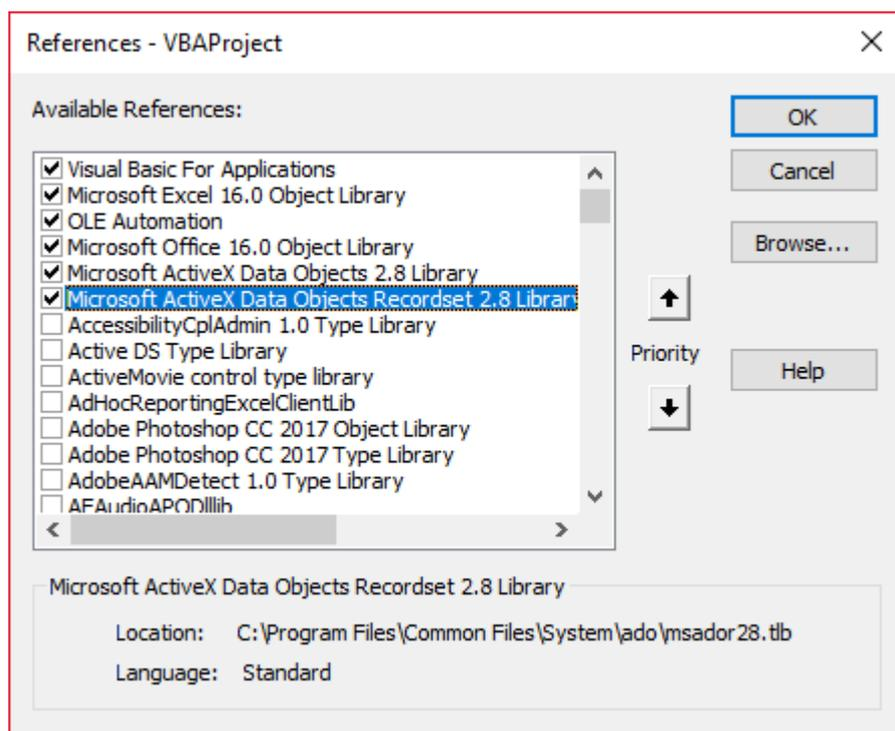 References - VBAProject
Available References:
OK
Visual Basic For Applications
Cancel
Microsoft Excel 16.0 Object Library
OLE Automation
Microsoft Office 16.0 Object Library
Browse...
Microsoft ActiveX Data Objects 2.8 Library
Microsoft ActiveX Data Objects Recordset 2.8 Librar
AccessibilityCplAdmin 1.0 Type Library
Active DS Type Library
Priority
ActiveMovie control type library
Help
AdHocReportingExcelClientLib
Adobe Photoshop CC 2017 Object Library
Adobe Photoshop CC 2017 Type Library
AdobeAAMDetect 1.0 Type Library
AEAudioAPODlllib
Microsoft ActiveX Data Objects Recordset 2.8 Library
Location: C:\Program Files\Common Files\System\ado\msador28.tlb
Language: Standard